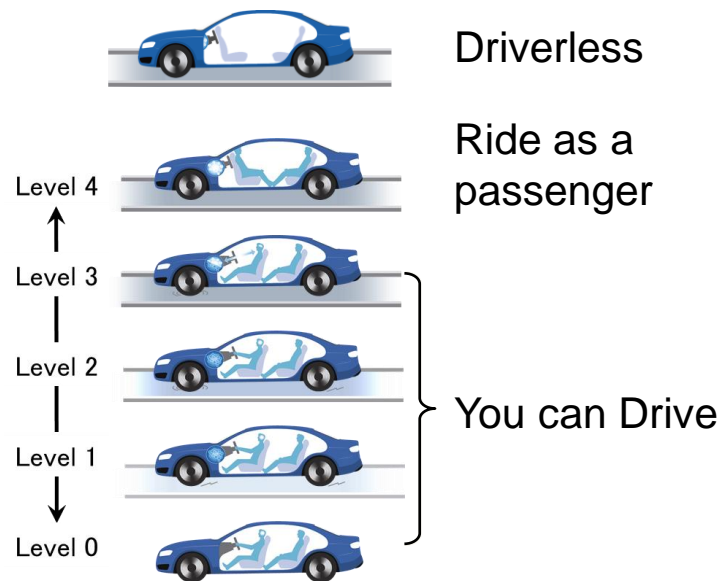 Driverless
Ride as a
passenger
Level 4
Level 3
Level 2
You can Drive
Level 1
Level 0